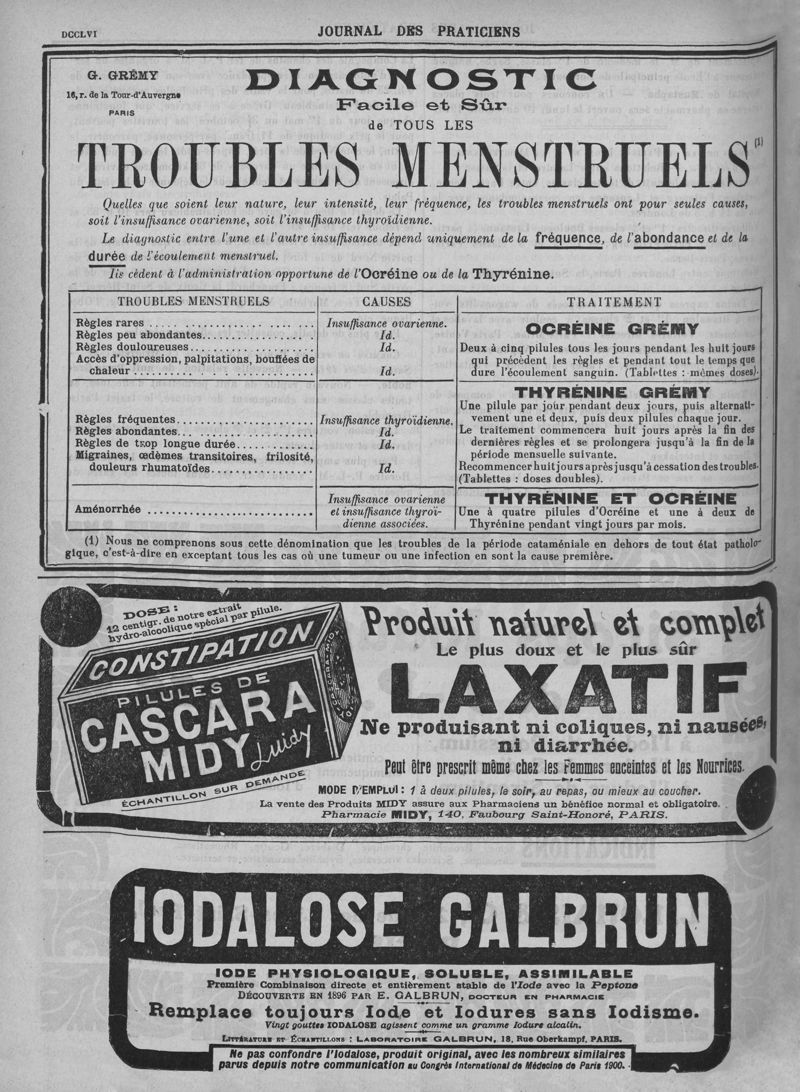 DCCLVI
JOURNAL DES PRATICIENS
G. GRÉMY
16, r. de la Tour-d'Auvergne
PARIS
DIAGNOSTIC
Facile et Sûr
de TOUS LES
TROUBLES MENSTRUELS (1)
Quelles que soient leur nature, leur intensité, leur fréquence, les troubles menstruels ont pour seules causes,
soit l'insuffisance ovarienne, soit l'insuffisance thyroïdienne.
Le diagnostic entre l'une et l'autre insuffisance dépend uniquement de la fréquence, de l'abondance et de la
durée de l'écoulement menstruel.
Ils cèdent à l'administration opportune de l'Ocréine ou de la Thyrénine.
TROUBLES MENSTRUELS
CAUSES
TRAITEMENT
Règles rares
Insuffisance ovarienne.
Règles peu abondantes
Id.
Règles douloureuses
Id.
Accès d'oppression, palpitations, bouffées de
chaleur
Id.
OCRÉINE GRÉMY
Deux à cinq pilules tous les jours pendant les huit jours
qui précèdent les règles et pendant tout le temps que
dure l'écoulement sanguin. (Tablettes : mêmes doses).
Règles fréquentes
Insuffisance thyroïdienne.
Règles abondantes
Id.
Règles de trop longue durée
Id.
Migraines, œdèmes transitoires, frilosité,
douleurs rhumatoïdes
Id.
THYRÉNINE GRÉMY
Une pilule par jour pendant deux jours, puis alternati-
vement une et deux, puis deux pilules chaque jour.
Le traitement commencera huit jours après la fin des
dernières règles et se prolongera jusqu'à la fin de la
période mensuelle suivante.
Recommencer huit jours après jusqu'à cessation des troubles.
(Tablettes : doses doubles).
Aménorrhée
Insuffisance ovarienne
et insuffisance thyroï-
dienne associées.
THYRÉNINE ET OCRÉINE
Une à quatre pilules d'Ocréine et une à deux de
Thyrénine pendant vingt jours par mois.
(1) Nous ne comprenons sous cette dénomination que les troubles de la période cataméniale en dehors de tout état patholo-
gique, c'est-à-dire en exceptant tous les cas où une tumeur ou une infection en sont la cause première.
DOSE :
12 centigr. de notre extrait
hydro-alcoolique spécial par pilule.
CONSTIPATION
PILULES DE
CASCARA
MIDY
Luidy
CASCARA-MIDY
ÉCHANTILLON SUR DEMANDE
Produit naturel et complet
Le plus doux et le plus sûr
LAXATIF
Ne produisant ni coliques, ni nausées,
ni diarrhée.
Peut être prescrit même chez les Femmes enceintes et les Nourrices.
MODE D'EMPLOI : 1 à deux pilules, le soir, au repas, ou mieux au coucher.
La vente des Produits MIDY assure aux Pharmaciens un bénéfice normal et obligatoire.
Pharmacie MIDY, 140, Faubourg Saint-Honoré, PARIS.
IODALOSE GALBRUN
IODE PHYSIOLOGIQUE, SOLUBLE, ASSIMILABLE
Première Combinaison directe et entièrement stable de l'Iode avec la Peptone
DÉCOUVERTE EN 1896 PAR E. GALBRUN, DOCTEUR EN PHARMACIE
Remplace toujours Iode et Iodures sans Iodisme.
Vingt gouttes IODALOSE agissent comme un gramme Iodure alcalin.
LITTÉRATURE ET ÉCHANTILLONS : LABORATOIRE GALBRUN, 18, Rue Oberkampf, PARIS.
Ne pas confondre l'Iodalose, produit original, avec les nombreux similaires
parus depuis notre communication au Congrès International de Médecine de Paris 1900.